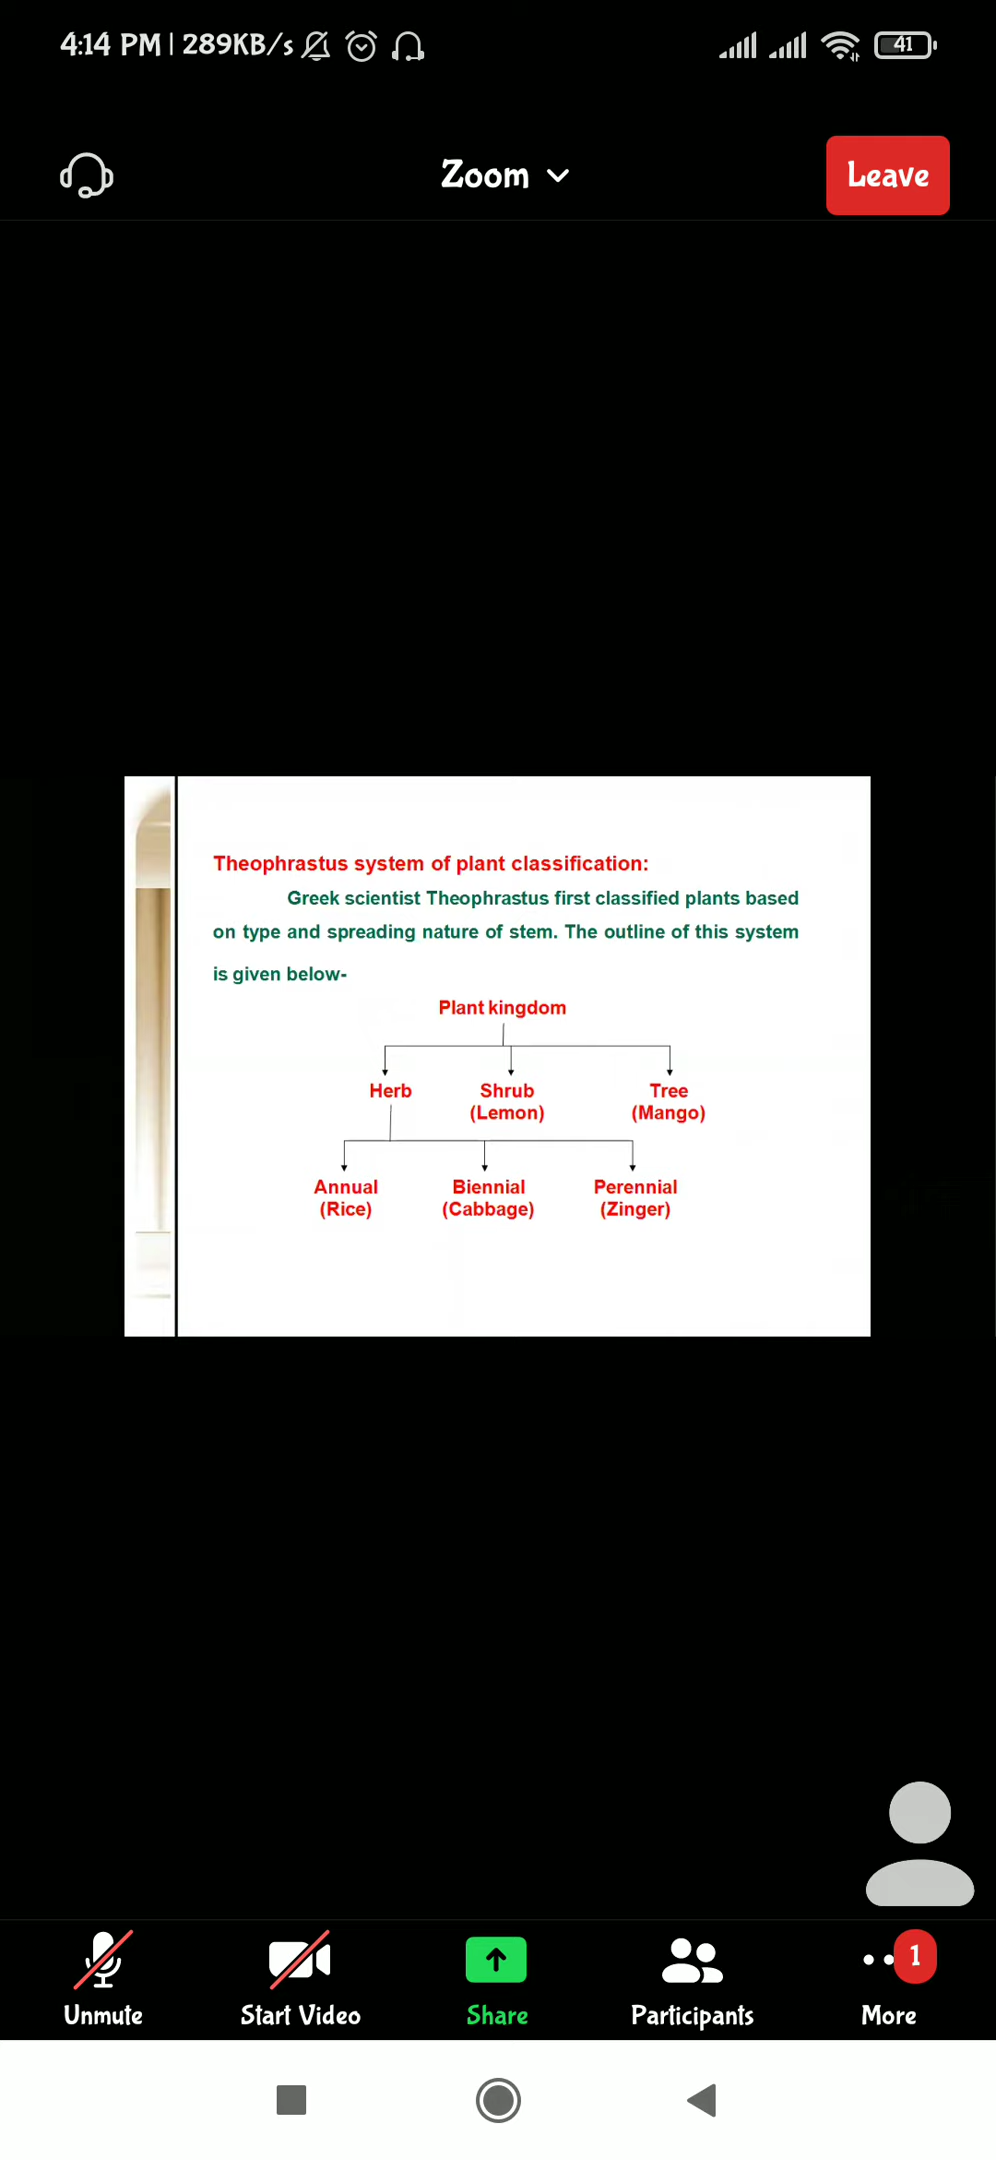 4:14 PM | 289KB/s
41
Zoom
Leave
Theophrastus system of plant classification:
Greek scientist Theophrastus first classified plants based
on type and spreading nature of stem. The outline of this system
is given below-
Plant kingdom
Herb Shrub Tree
(Lemon) (Mango)
Annual Biennial Perennial
(Rice) (Cabbage) (Zinger)
1
Unmute Start Video Share Participants More